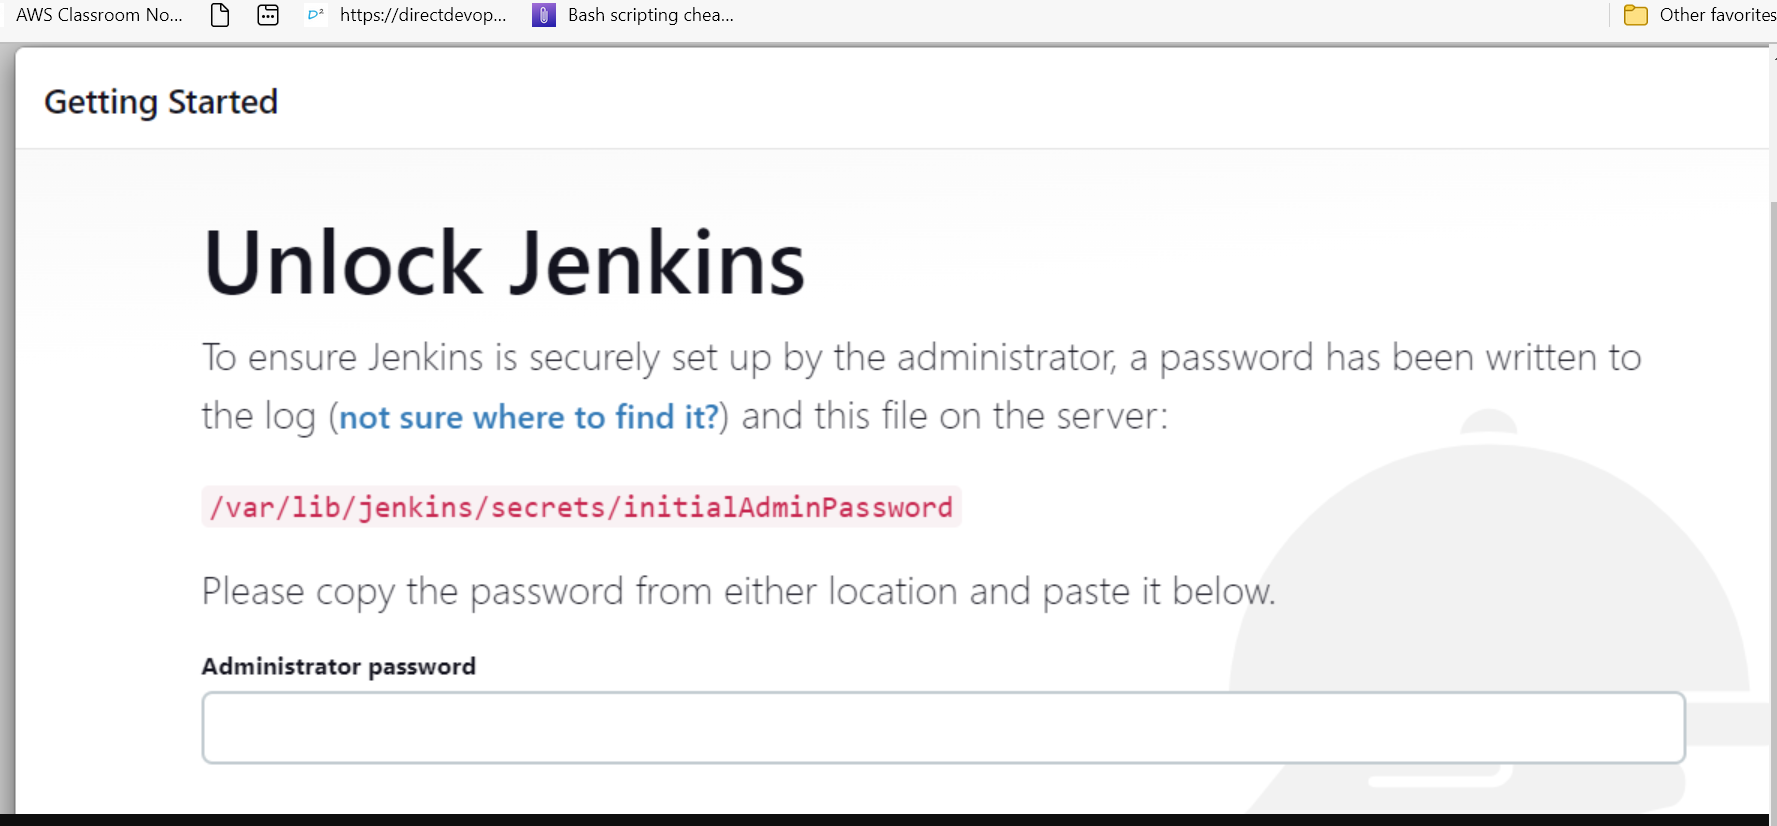 AWS Classroom No... https://directdevop... Bash scripting chea... Other favorites
Getting Started
Unlock Jenkins
To ensure Jenkins is securely set up by the administrator, a password has been written to
the log (not sure where to find it?) and this file on the server:
/var/lib/jenkins/secrets/initialAdminPassword
Please copy the password from either location and paste it below.
Administrator password